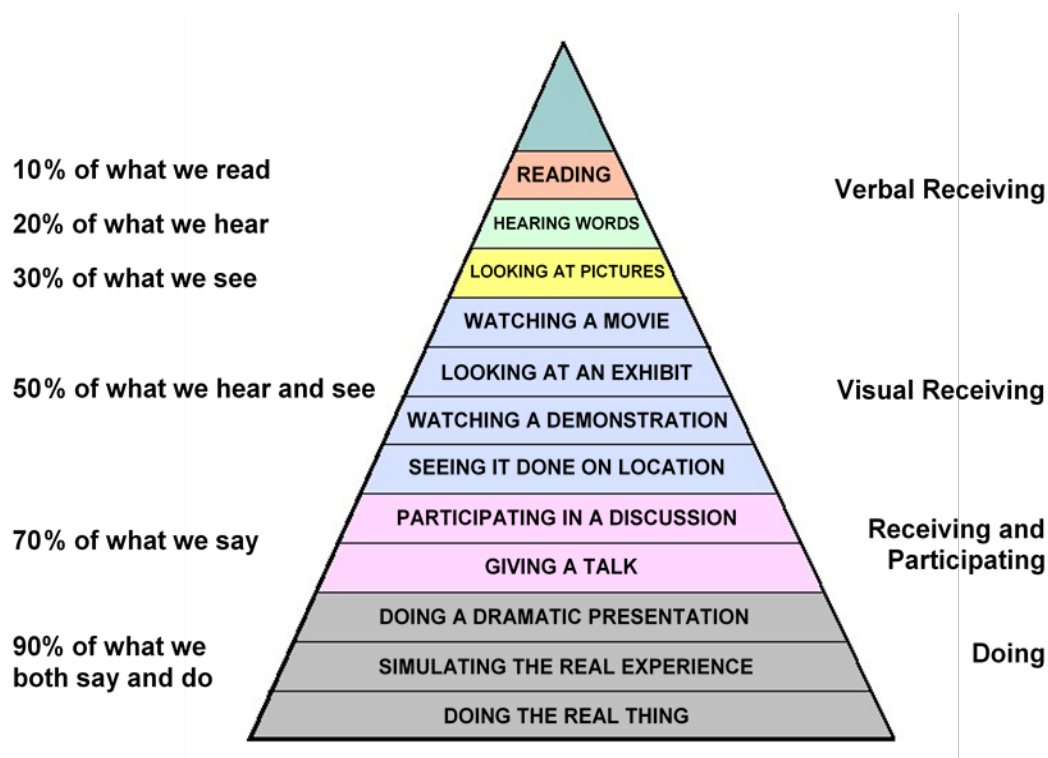 10% of what we read
READING
Verbal Receiving
20% of what we hear
HEARING WORDS
30% of what we see
LOOKING AT PICTURES
WATCHING A MOVIE
50% of what we hear and see
LOOKING AT AN EXHIBIT
Visual Receiving
WATCHING A DEMONSTRATION
SEEING IT DONE ON LOCATION
70% of what we say
PARTICIPATING IN A DISCUSSION
Receiving and
Participating
GIVING A TALK
90% of what we
both say and do
DOING A DRAMATIC PRESENTATION
Doing
SIMULATING THE REAL EXPERIENCE
DOING THE REAL THING